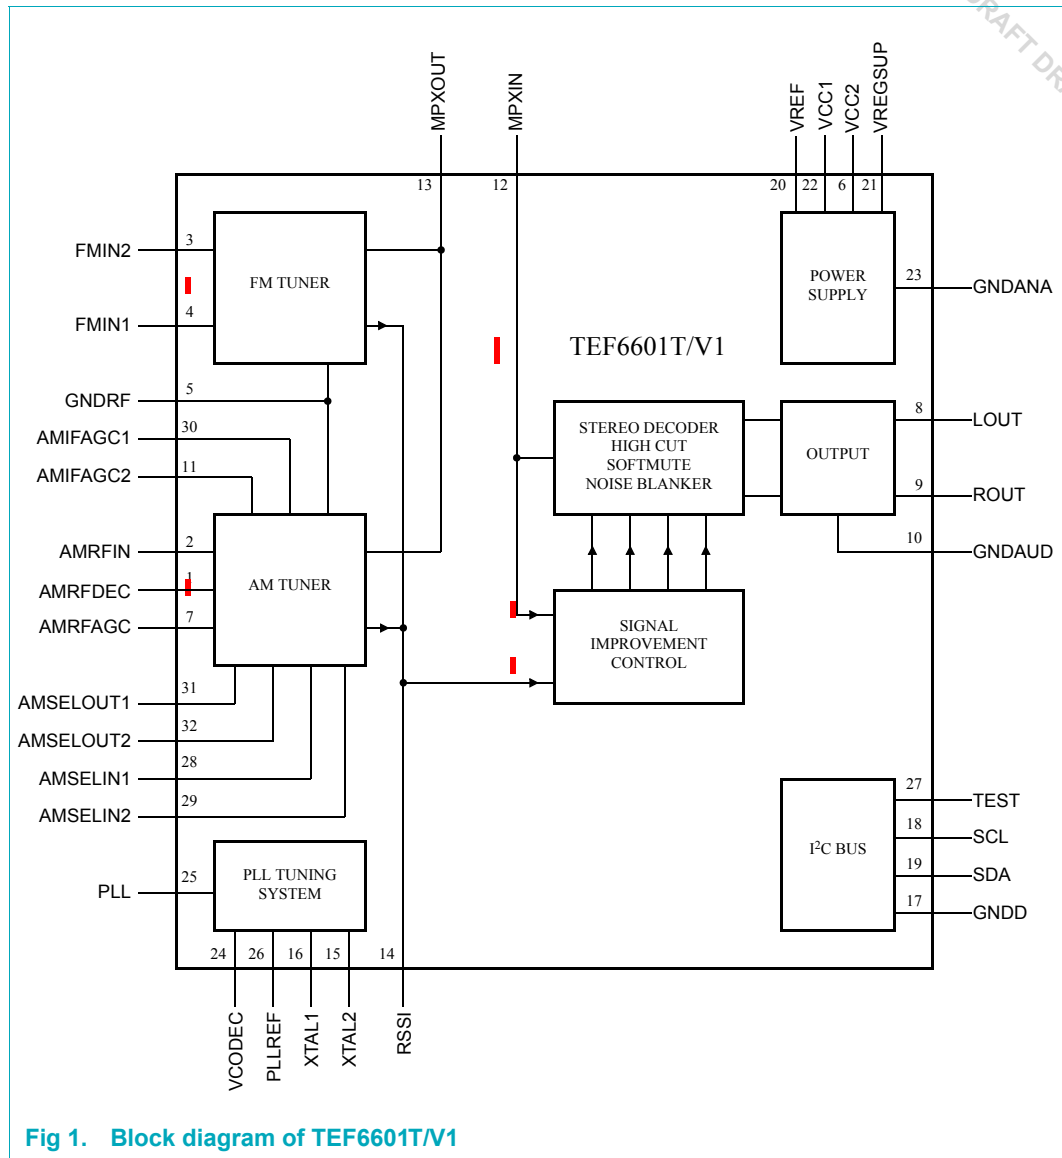 DRAFT DRA
MPXOUT
MPXIN
VREF
VCC1
VCC2
VREGSUP
13
12
20
22
6
21
FMIN2
3
FM TUNER
FMIN1
4
POWER
SUPPLY
23
GNDANA
TEF6601T/V1
GNDRF
5
AMIFAGC1
30
AMIFAGC2
11
STEREO DECODER
HIGH CUT
SOFTMUTE
NOISE BLANKER
OUTPUT
8
LOUT
9
ROUT
10
GNDAUD
AMRFIN
2
AMRFDEC
1
AMRFAGC
7
AM TUNER
SIGNAL
IMPROVEMENT
CONTROL
AMSELOUT1
31
AMSELOUT2
32
AMSELIN1
28
AMSELIN2
29
I²C BUS
27
TEST
18
SCL
19
SDA
17
GNDD
PLL
25
PLL TUNING
SYSTEM
24
26
16
15
14
VCODEC
PLLREF
XTAL1
XTAL2
RSSI
Fig 1. Block diagram of TEF6601T/V1